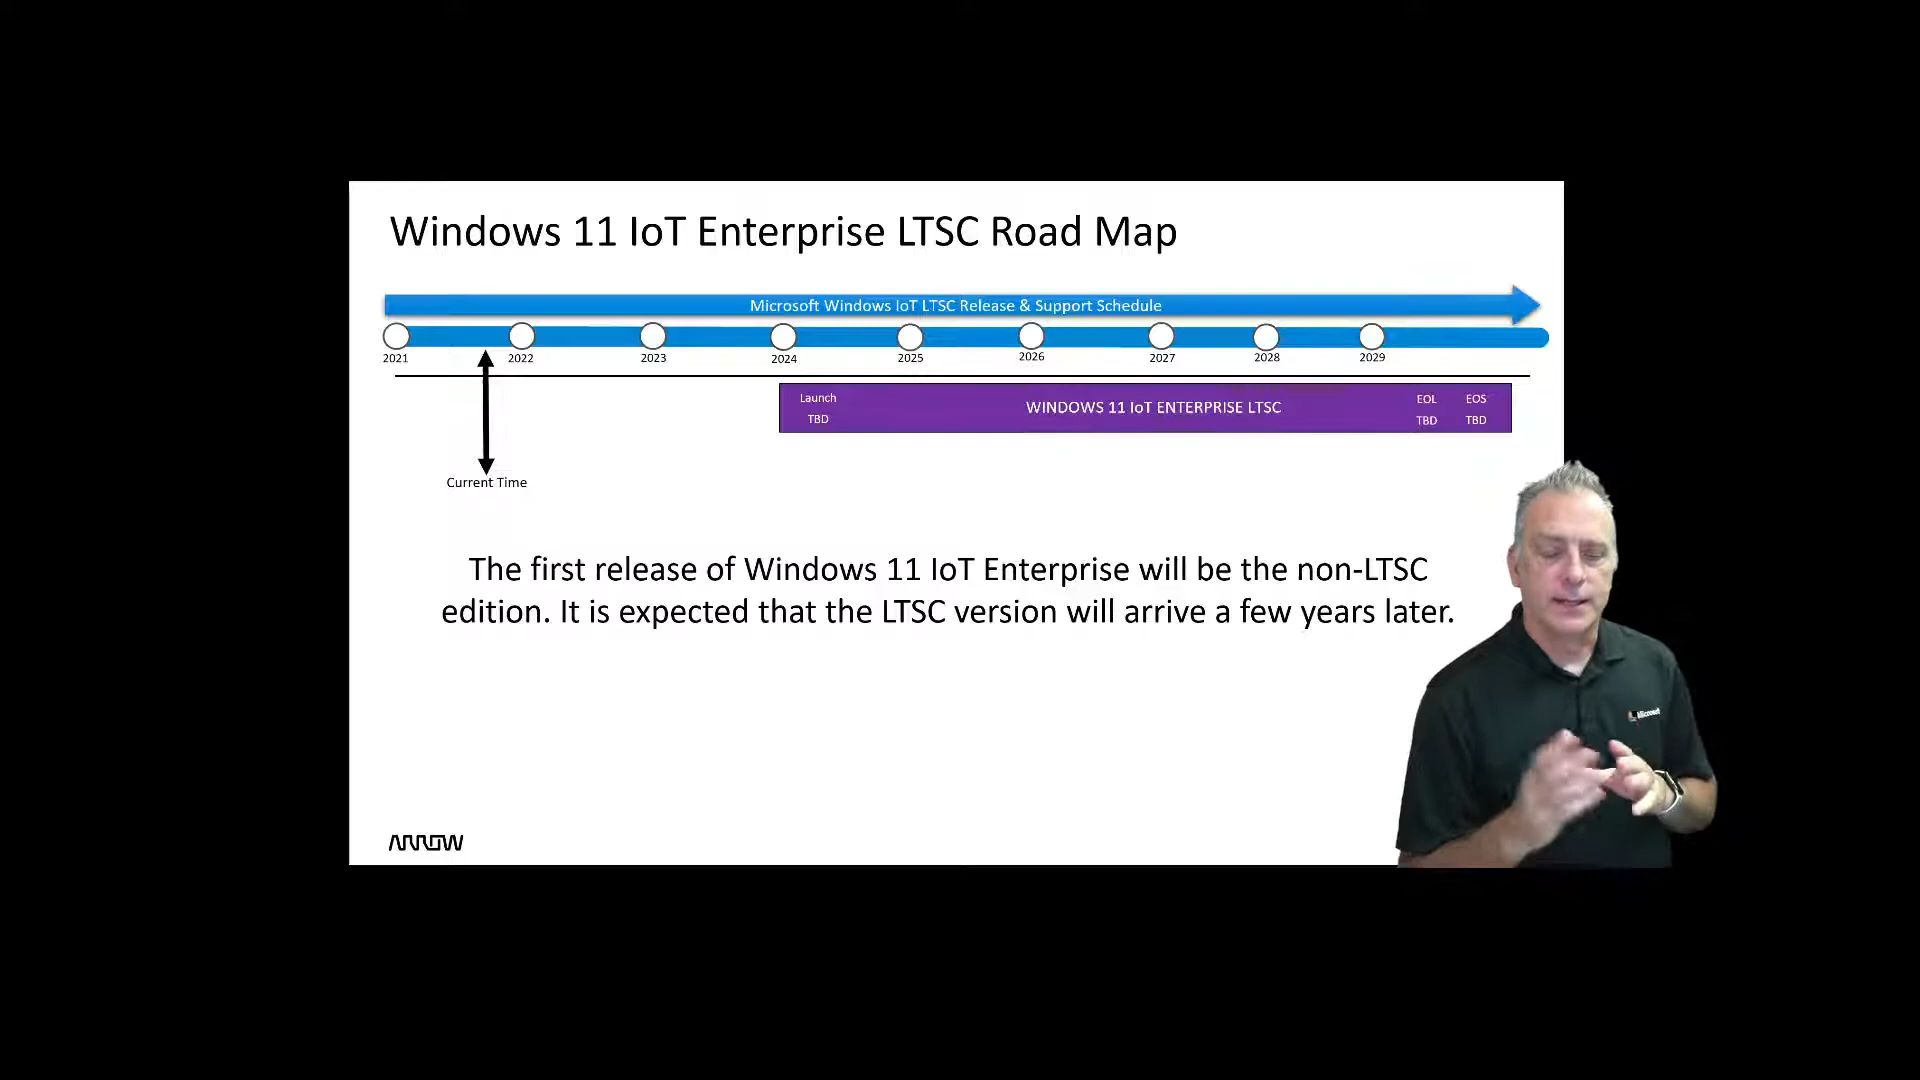 Windows 11 IoT Enterprise LTSC Road Map
Microsoft Windows IoT LTSC Release & Support Schedule
2021 2022 2023 2024 2025 2026 2027 2028 2029
Launch
TBD
WINDOWS 11 IoT ENTERPRISE LTSC
EOL
TBD
EOS
TBD
Current Time
The first release of Windows 11 IoT Enterprise will be the non-LTSC
edition. It is expected that the LTSC version will arrive a few years later.
Microsoft
ARROW